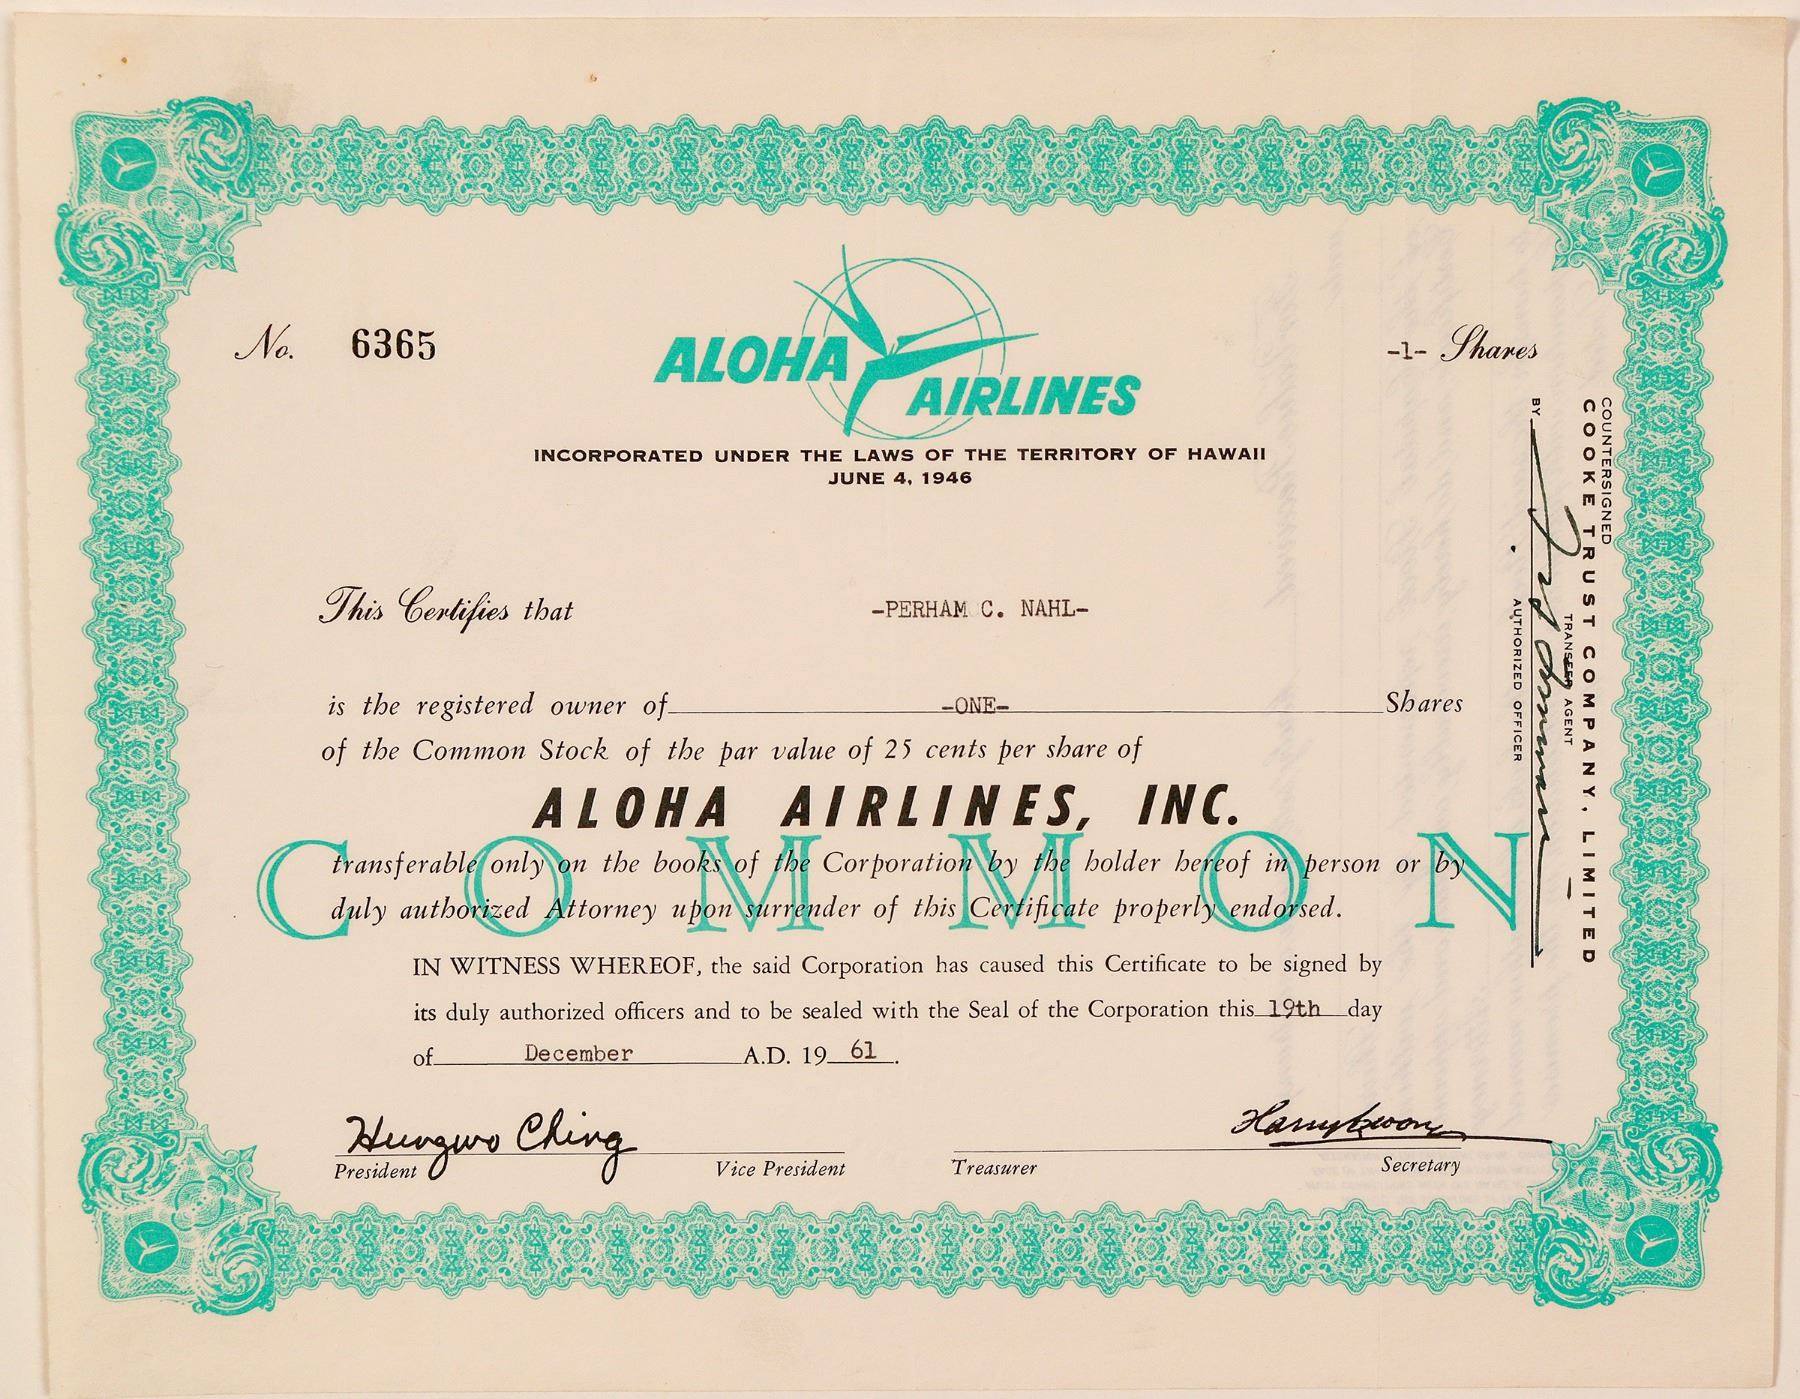 No. 6365
ALOHA AIRLINES
-1- Shares
INCORPORATED UNDER THE LAWS OF THE TERRITORY OF HAWAII
JUNE 4, 1946
This Certifies that -PERHAM C. NAHL-
is the registered owner of -ONE- Shares
of the Common Stock of the par value of 25 cents per share of
ALOHA AIRLINES, INC.
COMMON
transferable only on the books of the Corporation by the holder hereof in person or by
duly authorized Attorney upon surrender of this Certificate properly endorsed.
IN WITNESS WHEREOF, the said Corporation has caused this Certificate to be signed by
its duly authorized officers and to be sealed with the Seal of the Corporation this 19th day
of December A.D. 19 61.
Hungwo Ching
President Vice President
Treasurer Secretary
COUNTERSIGNED
COOKE TRUST COMPANY, LIMITED
TRANSFER AGENT
BY
AUTHORIZED OFFICER